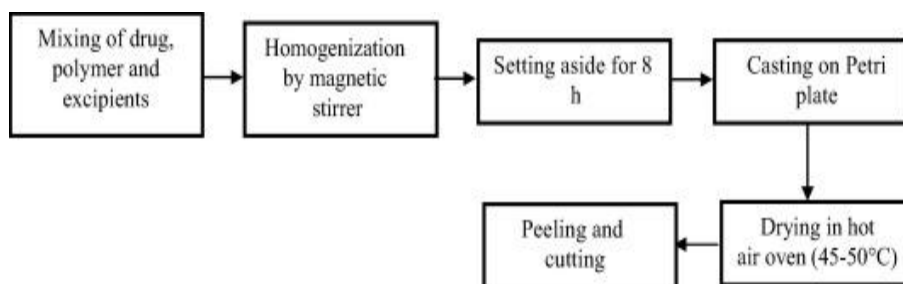 Mixing of drug,
polymer and
excipients
Homogenization
by magnetic
stirrer
Setting aside for 8
h
Casting on Petri
plate
Drying in hot
air oven (45-50°C)
Peeling and
cutting